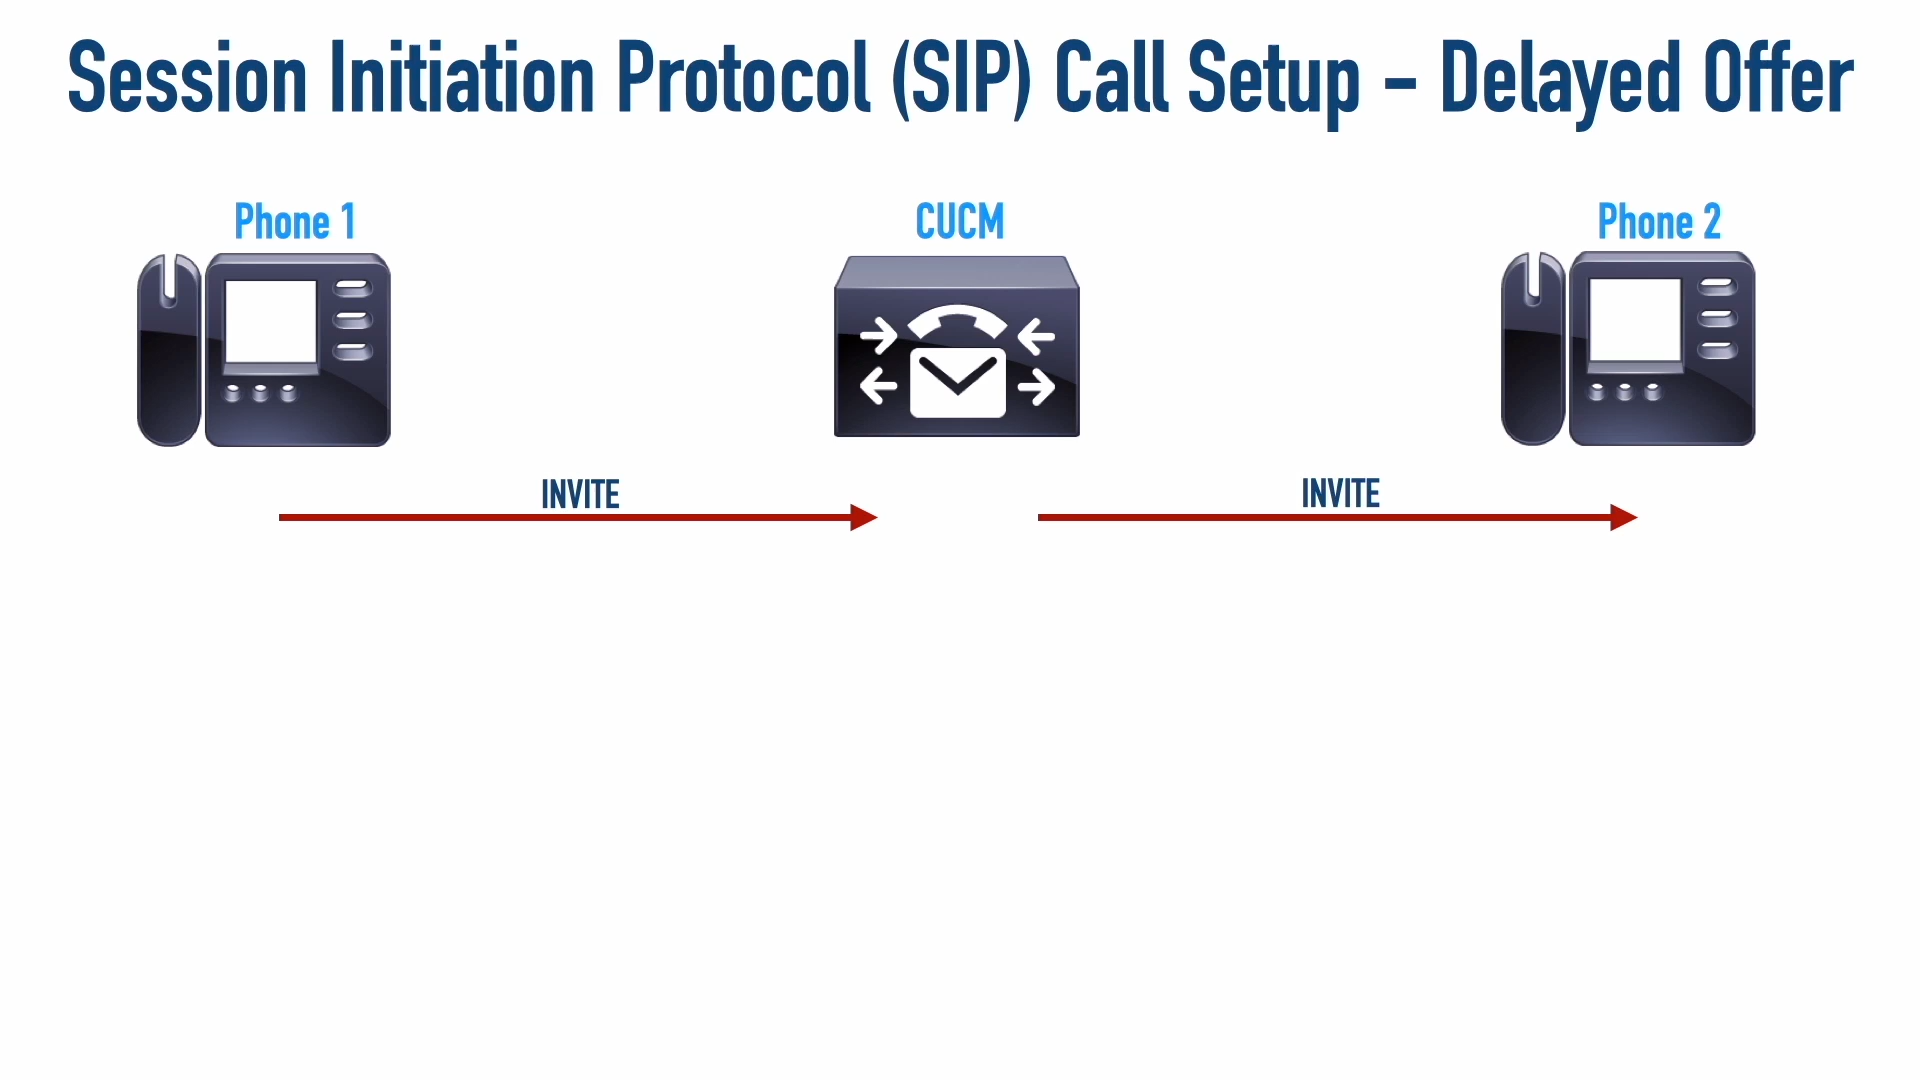 Session Initiation Protocol (SIP) Call Setup – Delayed Offer
Phone 1
CUCM
Phone 2
INVITE
INVITE